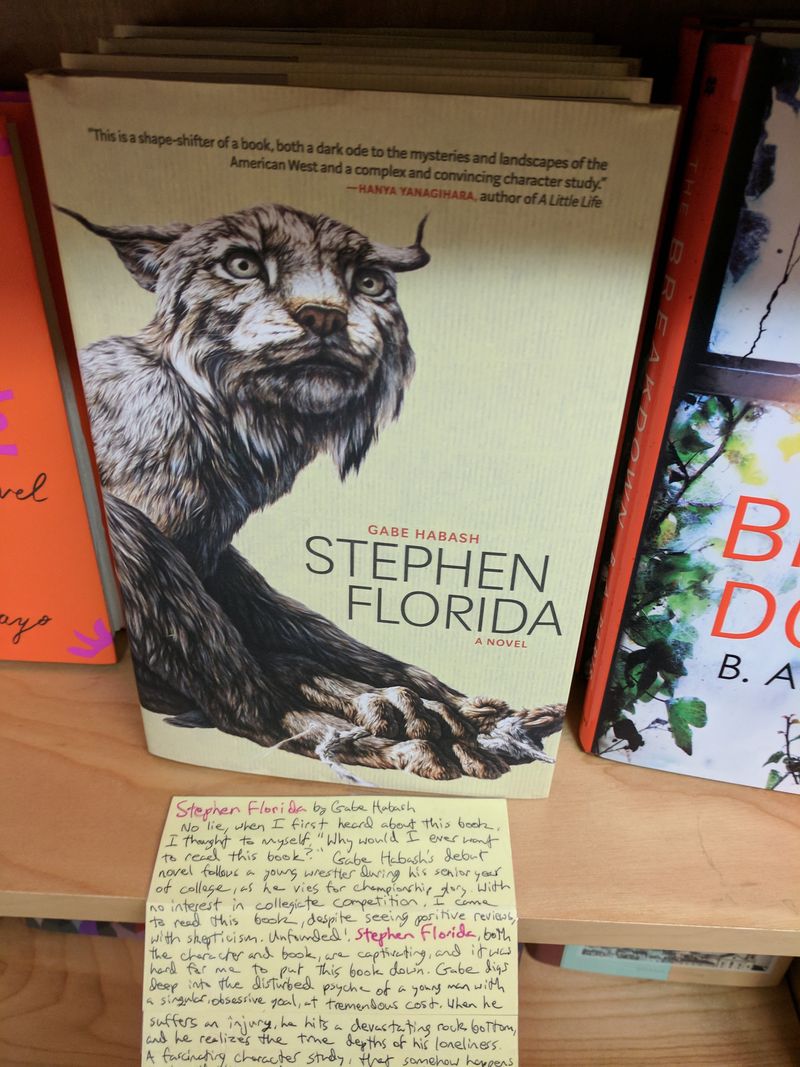 "This is a shape-shifter of a book, both a dark ode to the mysteries and landscapes of the
American West and a complex and convincing character study."
—HANYA YANAGIHARA, author of A Little Life
GABE HABASH
STEPHEN
FLORIDA
A NOVEL
THE BREAKDOWN
B. A
DO
vel
ayo
Stephen Florida by Gabe Habash
No lie, when I first heard about this book,
I thought to myself "Why would I ever want
to read this book?" Gabe Habash's debut
novel follows a young wrestler during his senior year
of college, as he vies for championship glory. With
no interest in collegiate competition, I came
to read this book, despite seeing positive reviews,
with skepticism. Unfounded! Stephen Florida, both
the character and book, are captivating, and it was
hard for me to put this book down. Gabe digs
deep into the disturbed psyche of a young man with
a singular, obsessive goal, at tremendous cost. When he
suffers an injury, he hits a devastating rock bottom,
and he realizes the true depths of his loneliness.
A fascinating character study, that somehow happens